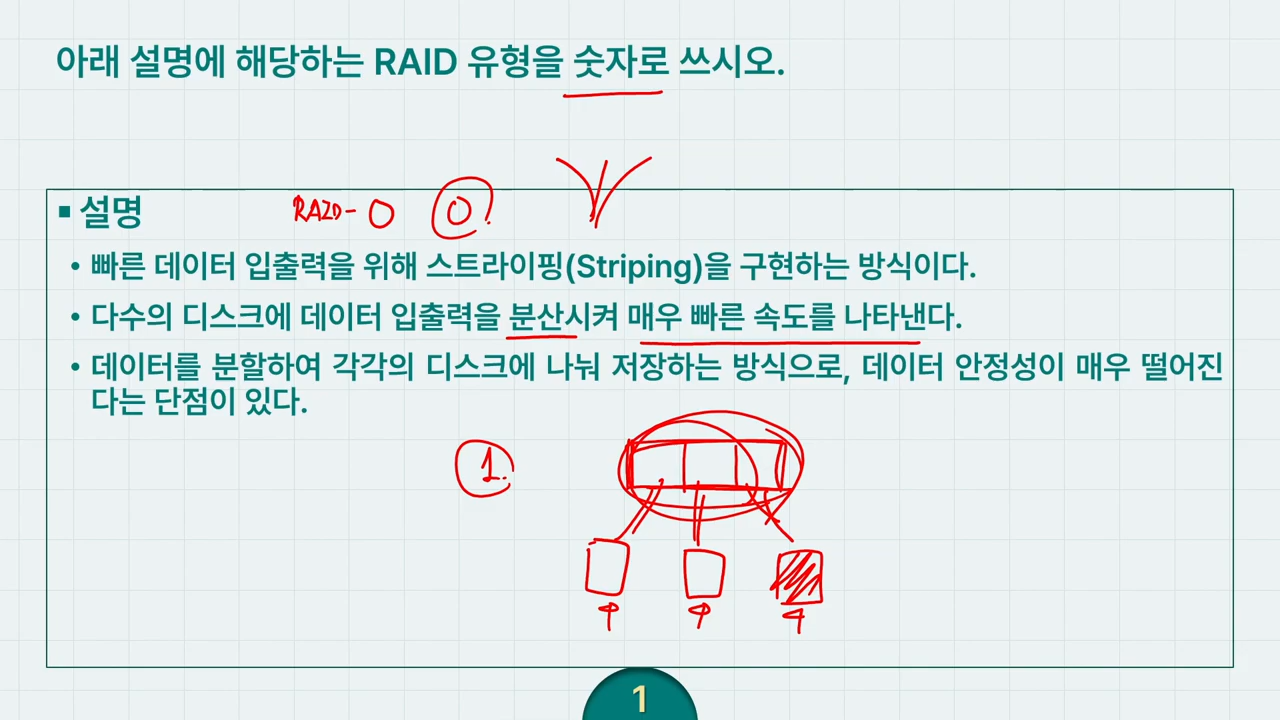 아래 설명에 해당하는 RAID 유형을 숫자로 쓰시오.
▪ 설명
RAID- 0 0
• 빠른 데이터 입출력을 위해 스트라이핑(Striping)을 구현하는 방식이다.
• 다수의 디스크에 데이터 입출력을 분산시켜 매우 빠른 속도를 나타낸다.
• 데이터를 분할하여 각각의 디스크에 나눠 저장하는 방식으로, 데이터 안정성이 매우 떨어진
다는 단점이 있다.
1.
1